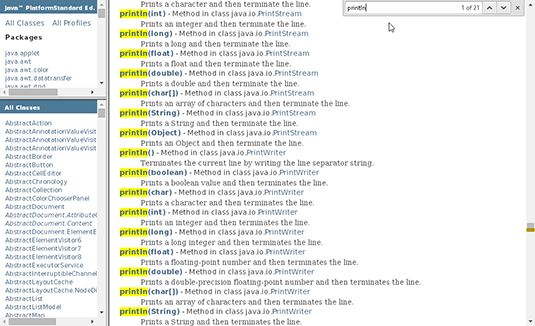 Java™ PlatformStandard Ed.
All Classes All Profiles
Packages
java.applet
java.awt
java.awt.color
java.awt.datatransfer
java.awt.dnd
All Classes
AbstractAction
AbstractAnnotationValueVisit
AbstractAnnotationValueVisit
AbstractBorder
AbstractButton
AbstractCellEditor
AbstractChronology
AbstractCollection
AbstractColorChooserPanel
AbstractDocument
AbstractDocument.Attribute
AbstractDocument.Content
AbstractDocument.ElementE
AbstractElementVisitor6
AbstractElementVisitor7
AbstractElementVisitor8
AbstractExecutorService
AbstractInterruptibleChannel
AbstractLayoutCache
AbstractLayoutCache.NodeDi
AbstractList
AbstractListModel
AbstractMap
println
1 of 21
Prints a character and then terminate the line.
println(int) - Method in class java.io.PrintStream
Prints an integer and then terminate the line.
println(long) - Method in class java.io.PrintStream
Prints a long and then terminate the line.
println(float) - Method in class java.io.PrintStream
Prints a float and then terminate the line.
println(double) - Method in class java.io.PrintStream
Prints a double and then terminate the line.
println(char[]) - Method in class java.io.PrintStream
Prints an array of characters and then terminate the line.
println(String) - Method in class java.io.PrintStream
Prints a String and then terminate the line.
println(Object) - Method in class java.io.PrintStream
Prints an Object and then terminate the line.
println() - Method in class java.io.PrintWriter
Terminates the current line by writing the line separator string.
println(boolean) - Method in class java.io.PrintWriter
Prints a boolean value and then terminates the line.
println(char) - Method in class java.io.PrintWriter
Prints a character and then terminates the line.
println(int) - Method in class java.io.PrintWriter
Prints an integer and then terminates the line.
println(long) - Method in class java.io.PrintWriter
Prints a long integer and then terminates the line.
println(float) - Method in class java.io.PrintWriter
Prints a floating-point number and then terminates the line.
println(double) - Method in class java.io.PrintWriter
Prints a double-precision floating-point number and then terminates the line.
println(char[]) - Method in class java.io.PrintWriter
Prints an array of characters and then terminates the line.
println(String) - Method in class java.io.PrintWriter
Prints a String and then terminates the line.